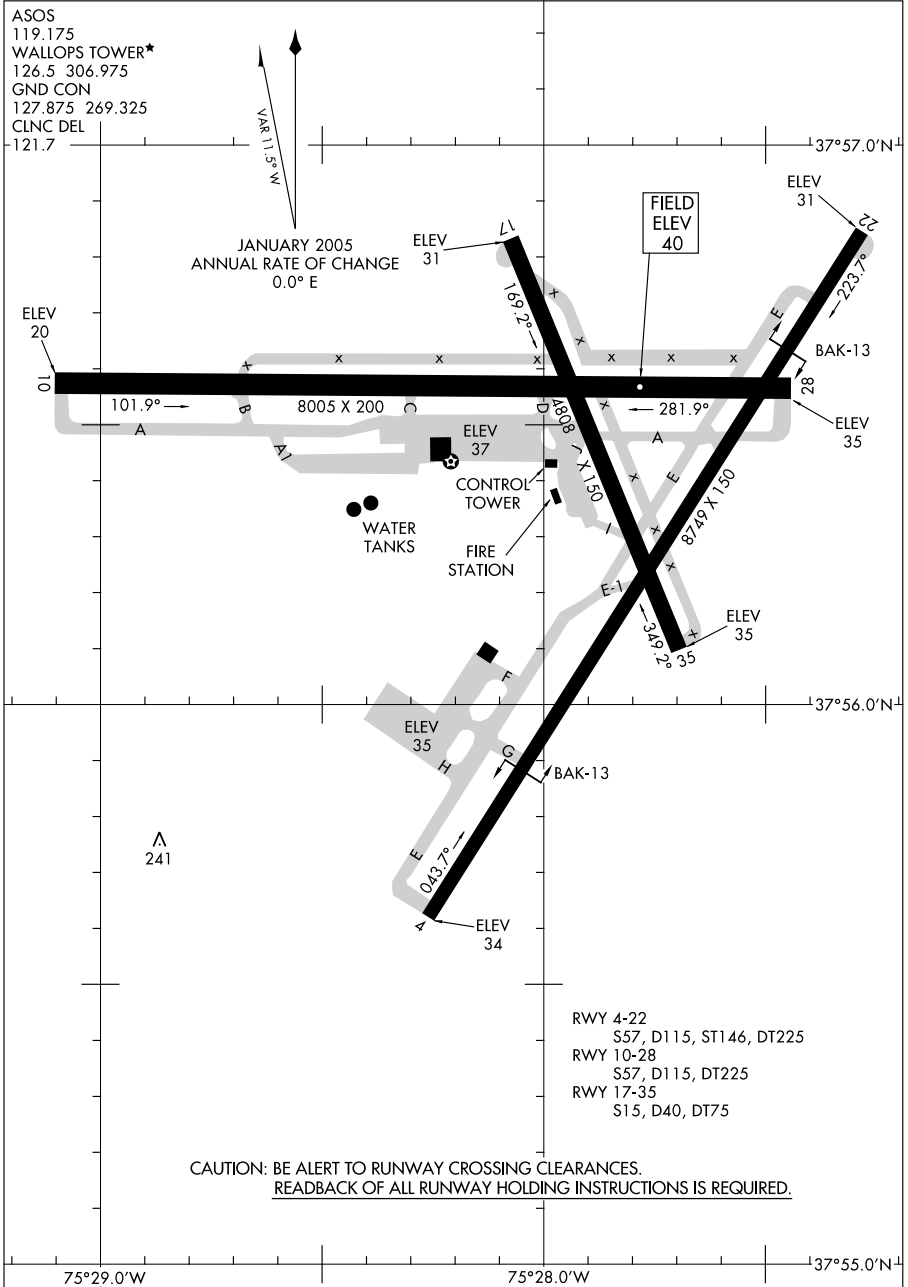 ASOS
119.175
WALLOPS TOWER★
126.5 306.975
GND CON
127.875 269.325
CLNC DEL
121.7
VAR 11.5° W
JANUARY 2005
ANNUAL RATE OF CHANGE
0.0° E
37°57.0'N
ELEV
31
22
FIELD
ELEV
40
17
ELEV
31
223.7°
169.2°
E
BAK-13
ELEV
20
10
x
x
x
x
x
x
x
x
x
28
101.9°
B
8005 X 200
C
D
4808 X 150
x
281.9°
ELEV
35
A
A1
ELEV
37
J
A
CONTROL
TOWER
x
E
8749 X 150
WATER
TANKS
FIRE
STATION
I
x
x
E-1
349.2°
ELEV
35
x
35
F
37°56.0'N
ELEV
35
G
H
BAK-13
241
E
043.7°
4
ELEV
34
RWY 4-22
S57, D115, ST146, DT225
RWY 10-28
S57, D115, DT225
RWY 17-35
S15, D40, DT75
CAUTION: BE ALERT TO RUNWAY CROSSING CLEARANCES.
READBACK OF ALL RUNWAY HOLDING INSTRUCTIONS IS REQUIRED.
37°55.0'N
75°29.0'W
75°28.0'W